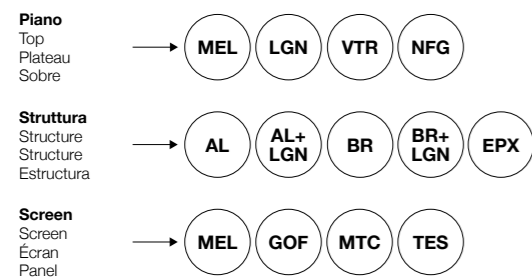 Piano
Top
Plateau
Sobre
MEL LGN VTR NFG
Struttura
Structure
Structure
Estructura
AL AL+ LGN BR BR+ LGN EPX
Screen
Screen
Écran
Panel
MEL GOF MTC TES